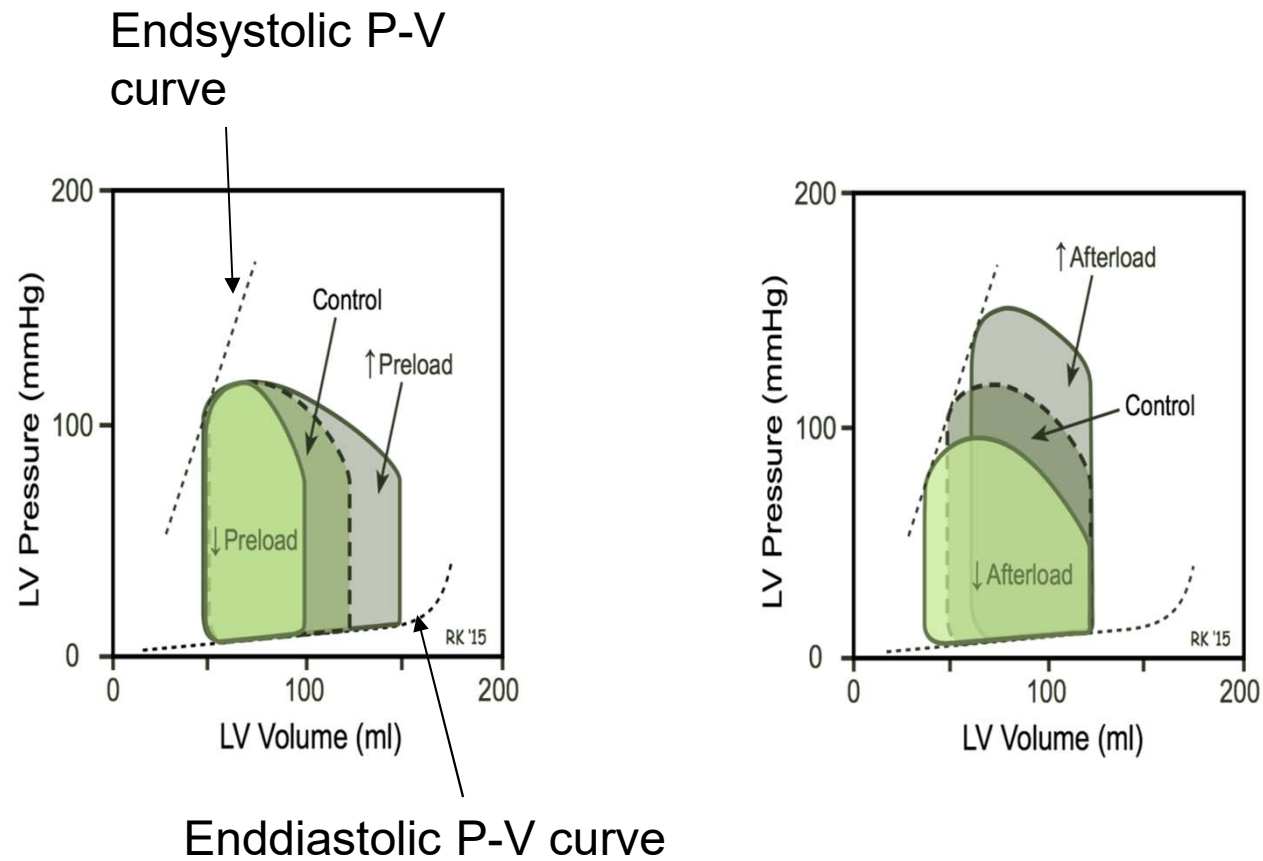 Endsystolic P-V
curve
200
100
0
LV Pressure (mmHg)
Control
↑Preload
↓Preload
RK '15
0
100
200
LV Volume (ml)
Enddiastolic P-V curve
200
100
0
LV Pressure (mmHg)
↑Afterload
Control
↓Afterload
RK '15
0
100
200
LV Volume (ml)